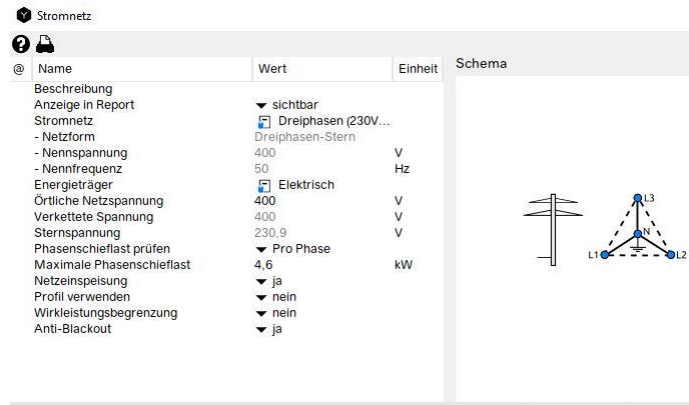 Stromnetz
@ Name Wert Einheit Schema
Beschreibung
Anzeige in Report sichtbar
Stromnetz Dreiphasen (230V...
- Netzform Dreiphasen-Stern
- Nennspannung 400 V
- Nennfrequenz 50 Hz
Energieträger Elektrisch
Örtliche Netzspannung 400 V
Verkettete Spannung 400 V
Sternspannung 230,9 V
Phasenschieflast prüfen Pro Phase
Maximale Phasenschieflast 4,6 kW
Netzeinspeisung ja
Profil verwenden nein
Wirkleistungsbegrenzung nein
Anti-Blackout ja
L3
N
L1 L2